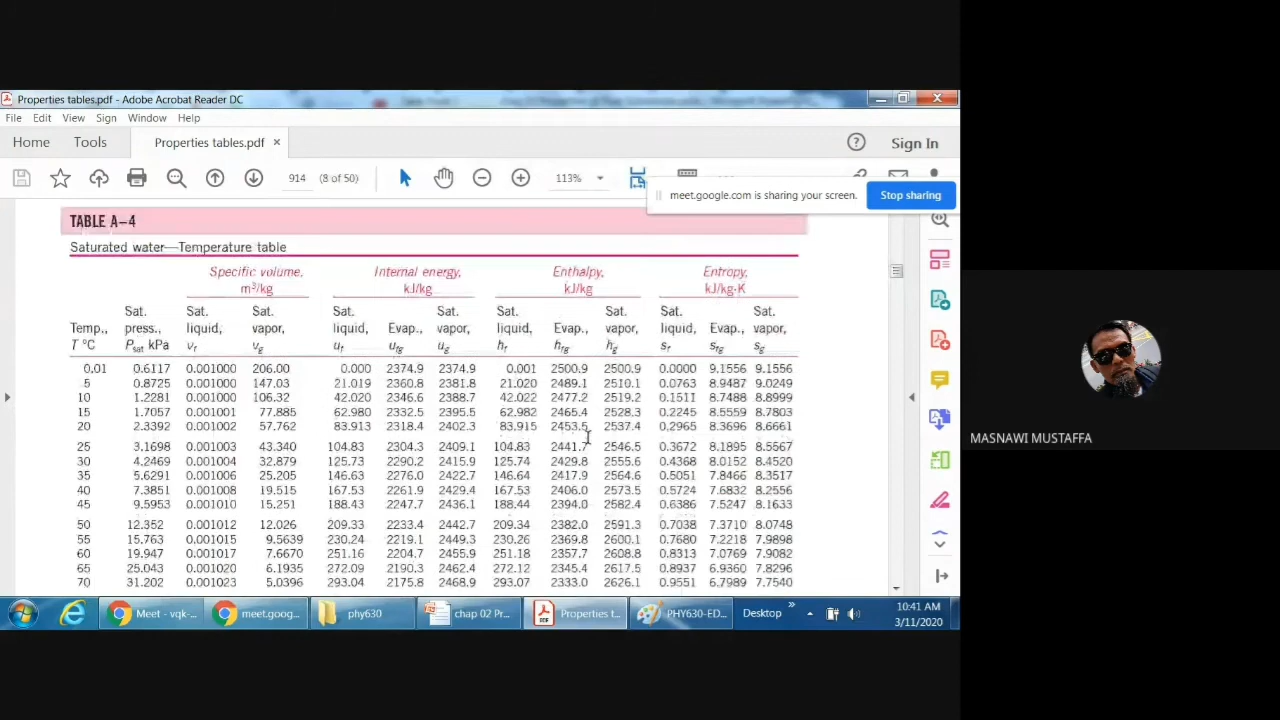 Properties tables.pdf - Adobe Acrobat Reader DC
File Edit View Sign Window Help
Home Tools Properties tables.pdf × Sign In
914 (8 of 50) 113%
meet.google.com is sharing your screen. Stop sharing
TABLE A–4
Saturated water—Temperature table
Specific volume, Internal energy, Enthalpy, Entropy,
m³/kg kJ/kg kJ/kg kJ/kg·K
Sat. Sat. Sat. Sat. Sat. Sat. Sat. Sat. Sat.
Temp., press., liquid, vapor, liquid, Evap., vapor, liquid, Evap., vapor, liquid, Evap., vapor,
T °C Psat kPa vf vg uf ufg ug hf hfg hg sf sfg sg
0.01 0.6117 0.001000 206.00 0.000 2374.9 2374.9 0.001 2500.9 2500.9 0.0000 9.1556 9.1556
5 0.8725 0.001000 147.03 21.019 2360.8 2381.8 21.020 2489.1 2510.1 0.0763 8.9487 9.0249
10 1.2281 0.001000 106.32 42.020 2346.6 2388.7 42.022 2477.2 2519.2 0.1511 8.7488 8.8999
15 1.7057 0.001001 77.885 62.980 2332.5 2395.5 62.982 2465.4 2528.3 0.2245 8.5559 8.7803
20 2.3392 0.001002 57.762 83.913 2318.4 2402.3 83.915 2453.5 2537.4 0.2965 8.3696 8.6661
25 3.1698 0.001003 43.340 104.83 2304.3 2409.1 104.83 2441.7 2546.5 0.3672 8.1895 8.5567
30 4.2469 0.001004 32.879 125.73 2290.2 2415.9 125.74 2429.8 2555.6 0.4368 8.0152 8.4520
35 5.6291 0.001006 25.205 146.63 2276.0 2422.7 146.64 2417.9 2564.6 0.5051 7.8466 8.3517
40 7.3851 0.001008 19.515 167.53 2261.9 2429.4 167.53 2406.0 2573.5 0.5724 7.6832 8.2556
45 9.5953 0.001010 15.251 188.43 2247.7 2436.1 188.44 2394.0 2582.4 0.6386 7.5247 8.1633
50 12.352 0.001012 12.026 209.33 2233.4 2442.7 209.34 2382.0 2591.3 0.7038 7.3710 8.0748
55 15.763 0.001015 9.5639 230.24 2219.1 2449.3 230.26 2369.8 2600.1 0.7680 7.2218 7.9898
60 19.947 0.001017 7.6670 251.16 2204.7 2455.9 251.18 2357.7 2608.8 0.8313 7.0769 7.9082
65 25.043 0.001020 6.1935 272.09 2190.3 2462.4 272.12 2345.4 2617.5 0.8937 6.9360 7.8296
70 31.202 0.001023 5.0396 293.04 2175.8 2468.9 293.07 2333.0 2626.1 0.9551 6.7989 7.7540
MASNAWI MUSTAFFA
Meet - vqk-... meet.goog... phy630 chap 02 Pr... Properties t... PHY630-ED... Desktop » 10:41 AM
3/11/2020